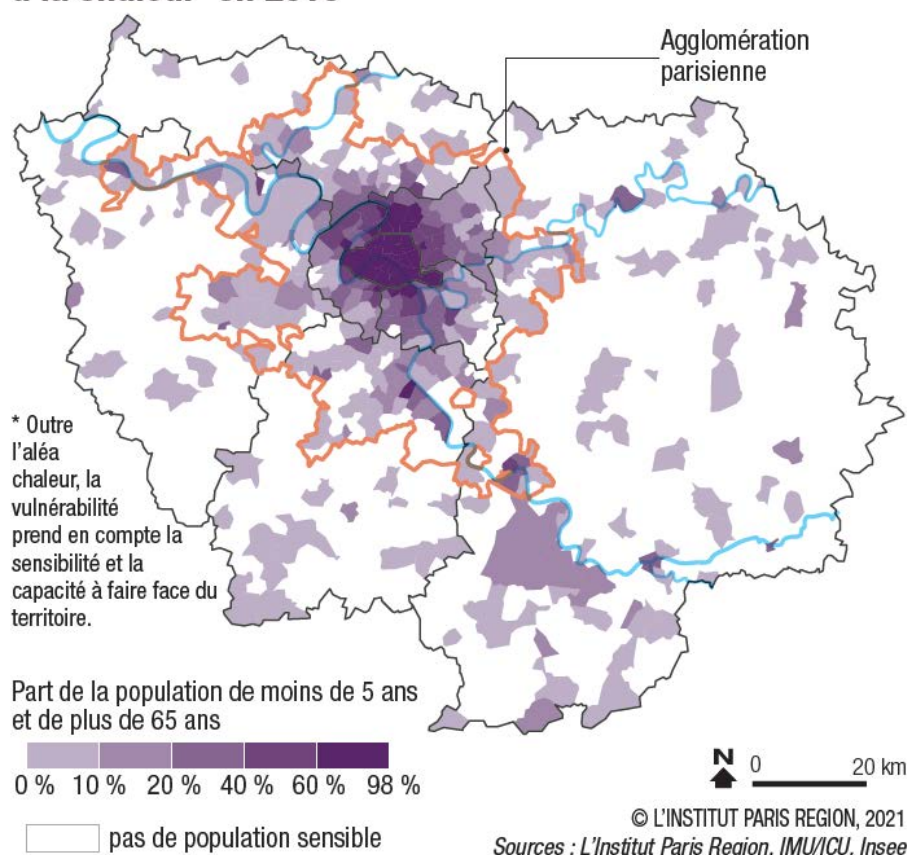 Agglomération
parisienne
* Outre
l'aléa
chaleur, la
vulnérabilité
prend en compte la
sensibilité et la
capacité à faire face du
territoire.
Part de la population de moins de 5 ans
et de plus de 65 ans
0 % 10 % 20 % 40 % 60 % 98 %
pas de population sensible
N
0 20 km
© L'INSTITUT PARIS REGION, 2021
Sources : L'Institut Paris Region, IMU/ICU, Insee